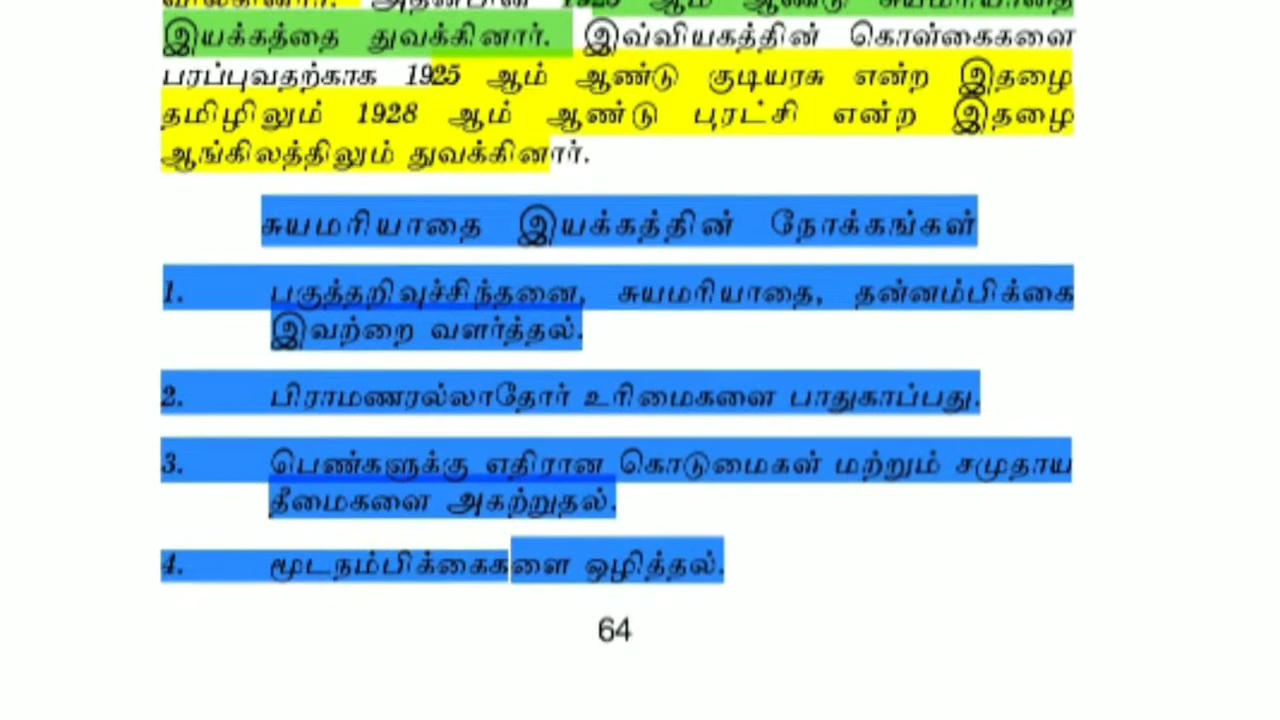 இயக்கத்தை துவக்கினார். இவ்வியகத்தின் கொள்கைகளை
பரப்புவதற்காக 1925 ஆம் ஆண்டு குடியரசு என்ற இதழை
தமிழிலும் 1928 ஆம் ஆண்டு புரட்சி என்ற இதழை
ஆங்கிலத்திலும் துவக்கினார்.
சுயமரியாதை இயக்கத்தின் நோக்கங்கள்
1. பகுத்தறிவுச்சிந்தனை, சுயமரியாதை, தன்னம்பிக்கை
இவற்றை வளர்த்தல்.
2. பிராமணரல்லாதோர் உரிமைகளை பாதுகாப்பது.
3. பெண்களுக்கு எதிரான கொடுமைகள் மற்றும் சமுதாய
தீமைகளை அகற்றுதல்.
4. மூடநம்பிக்கைகளை ஒழித்தல்.
64